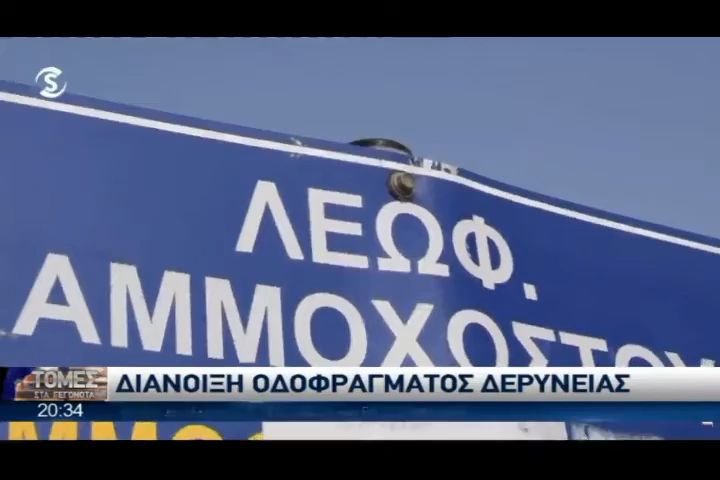 S
ΛΕΩΦ.
ΑΜΜΟΧΩΣΤΟΥ
ΤΟΜΕΣ
ΣΤΑ ΓΕΓΟΝΟΤΑ
ΔΙΑΝΟΙΞΗ ΟΔΟΦΡΑΓΜΑΤΟΣ ΔΕΡΥΝΕΙΑΣ
20:34